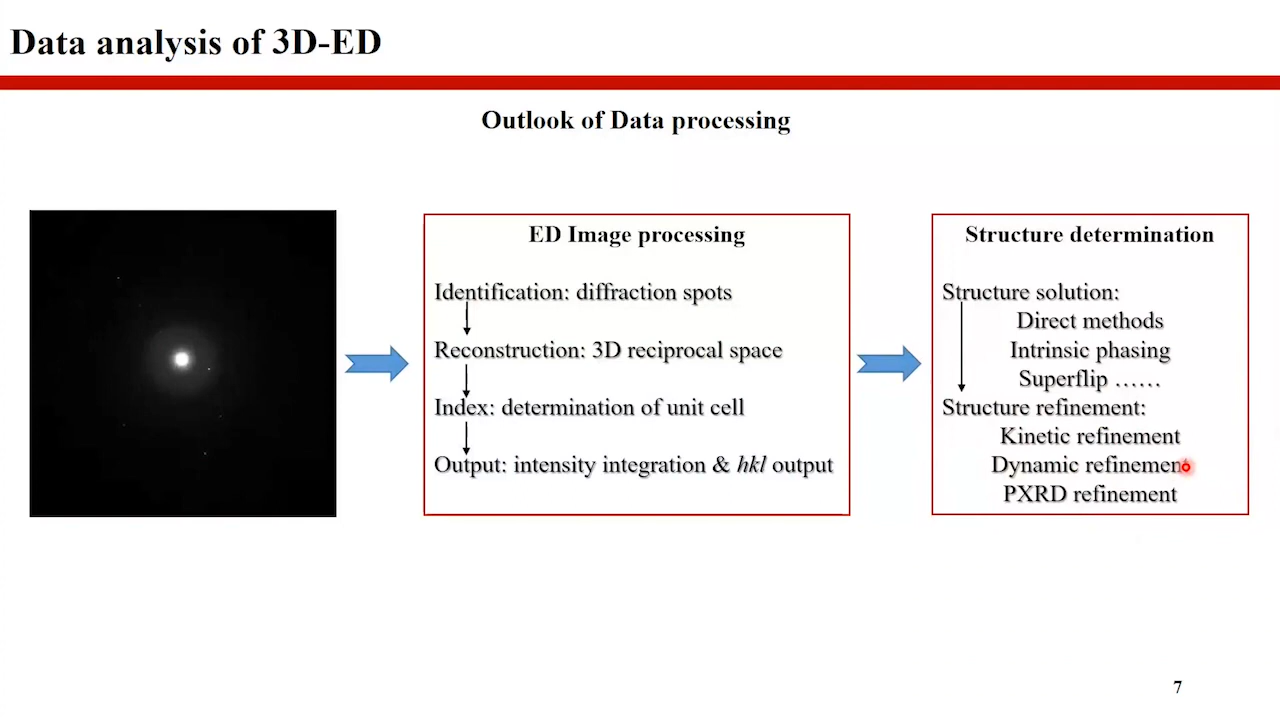 Data analysis of 3D-ED
Outlook of Data processing
ED Image processing
Identification: diffraction spots
Reconstruction: 3D reciprocal space
Index: determination of unit cell
Output: intensity integration & hkl output
Structure determination
Structure solution:
Direct methods
Intrinsic phasing
Superflip ……
Structure refinement:
Kinetic refinement
Dynamic refinement
PXRD refinement
7